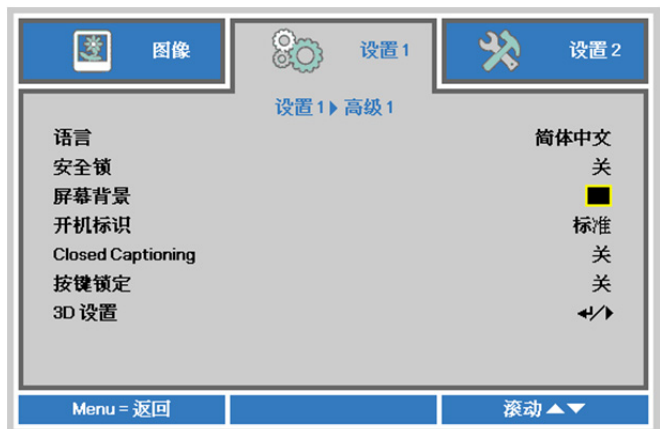 图像 设置 1 设置 2
设置 1 ▶ 高级 1
语言 简体中文
安全锁 关
屏幕背景
开机标识 标准
Closed Captioning 关
按键锁定 关
3D 设置 ↵/▶
Menu = 返回 滚动 ▲▼